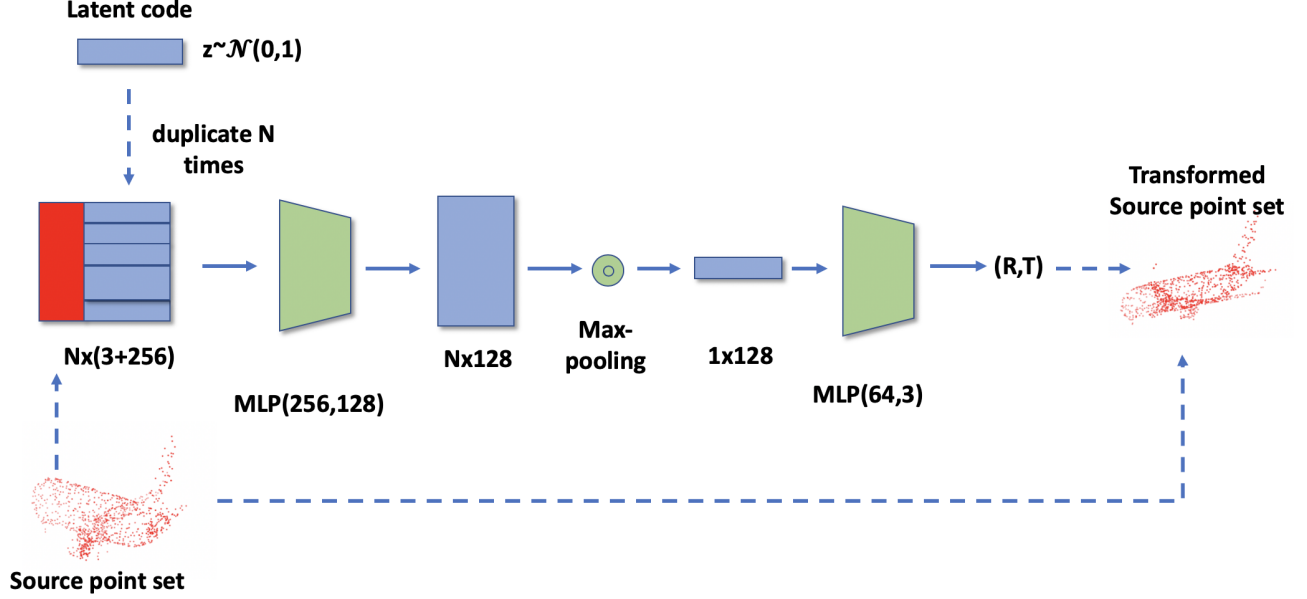 Latent code
z~𝒩(0,1)
duplicate N
times
Nx(3+256)
MLP(256,128)
Nx128
Max-
pooling
1x128
MLP(64,3)
(R,T)
Transformed
Source point set
Source point set